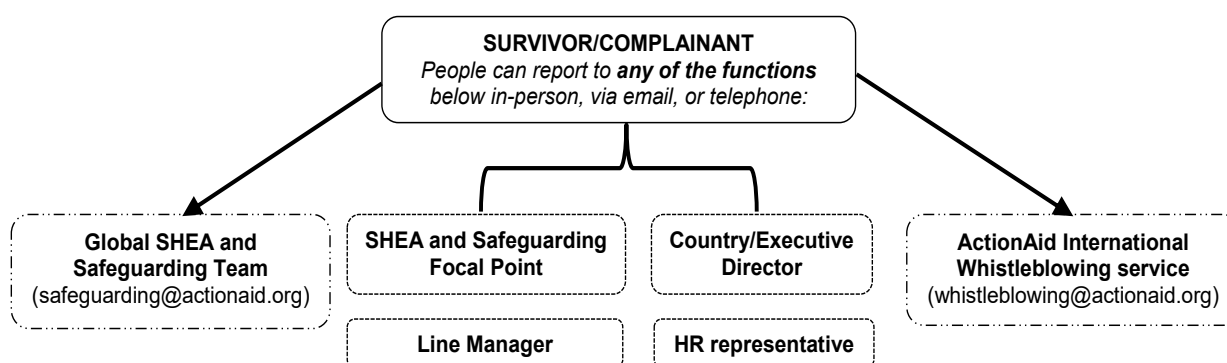 SURVIVOR/COMPLAINANT
People can report to any of the functions
below in-person, via email, or telephone:
Global SHEA and
Safeguarding Team
(safeguarding@actionaid.org)
SHEA and Safeguarding
Focal Point
Country/Executive
Director
ActionAid International
Whistleblowing service
(whistleblowing@actionaid.org)
Line Manager
HR representative